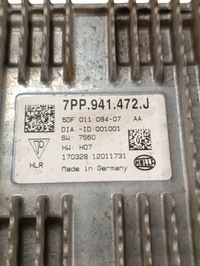 7PP.941.472.J
5DF 011 094-07 AA
DIA -ID:001001
SW: 7560
HW: H07
170328 12011731
Made in Germany
HLR
HELLA